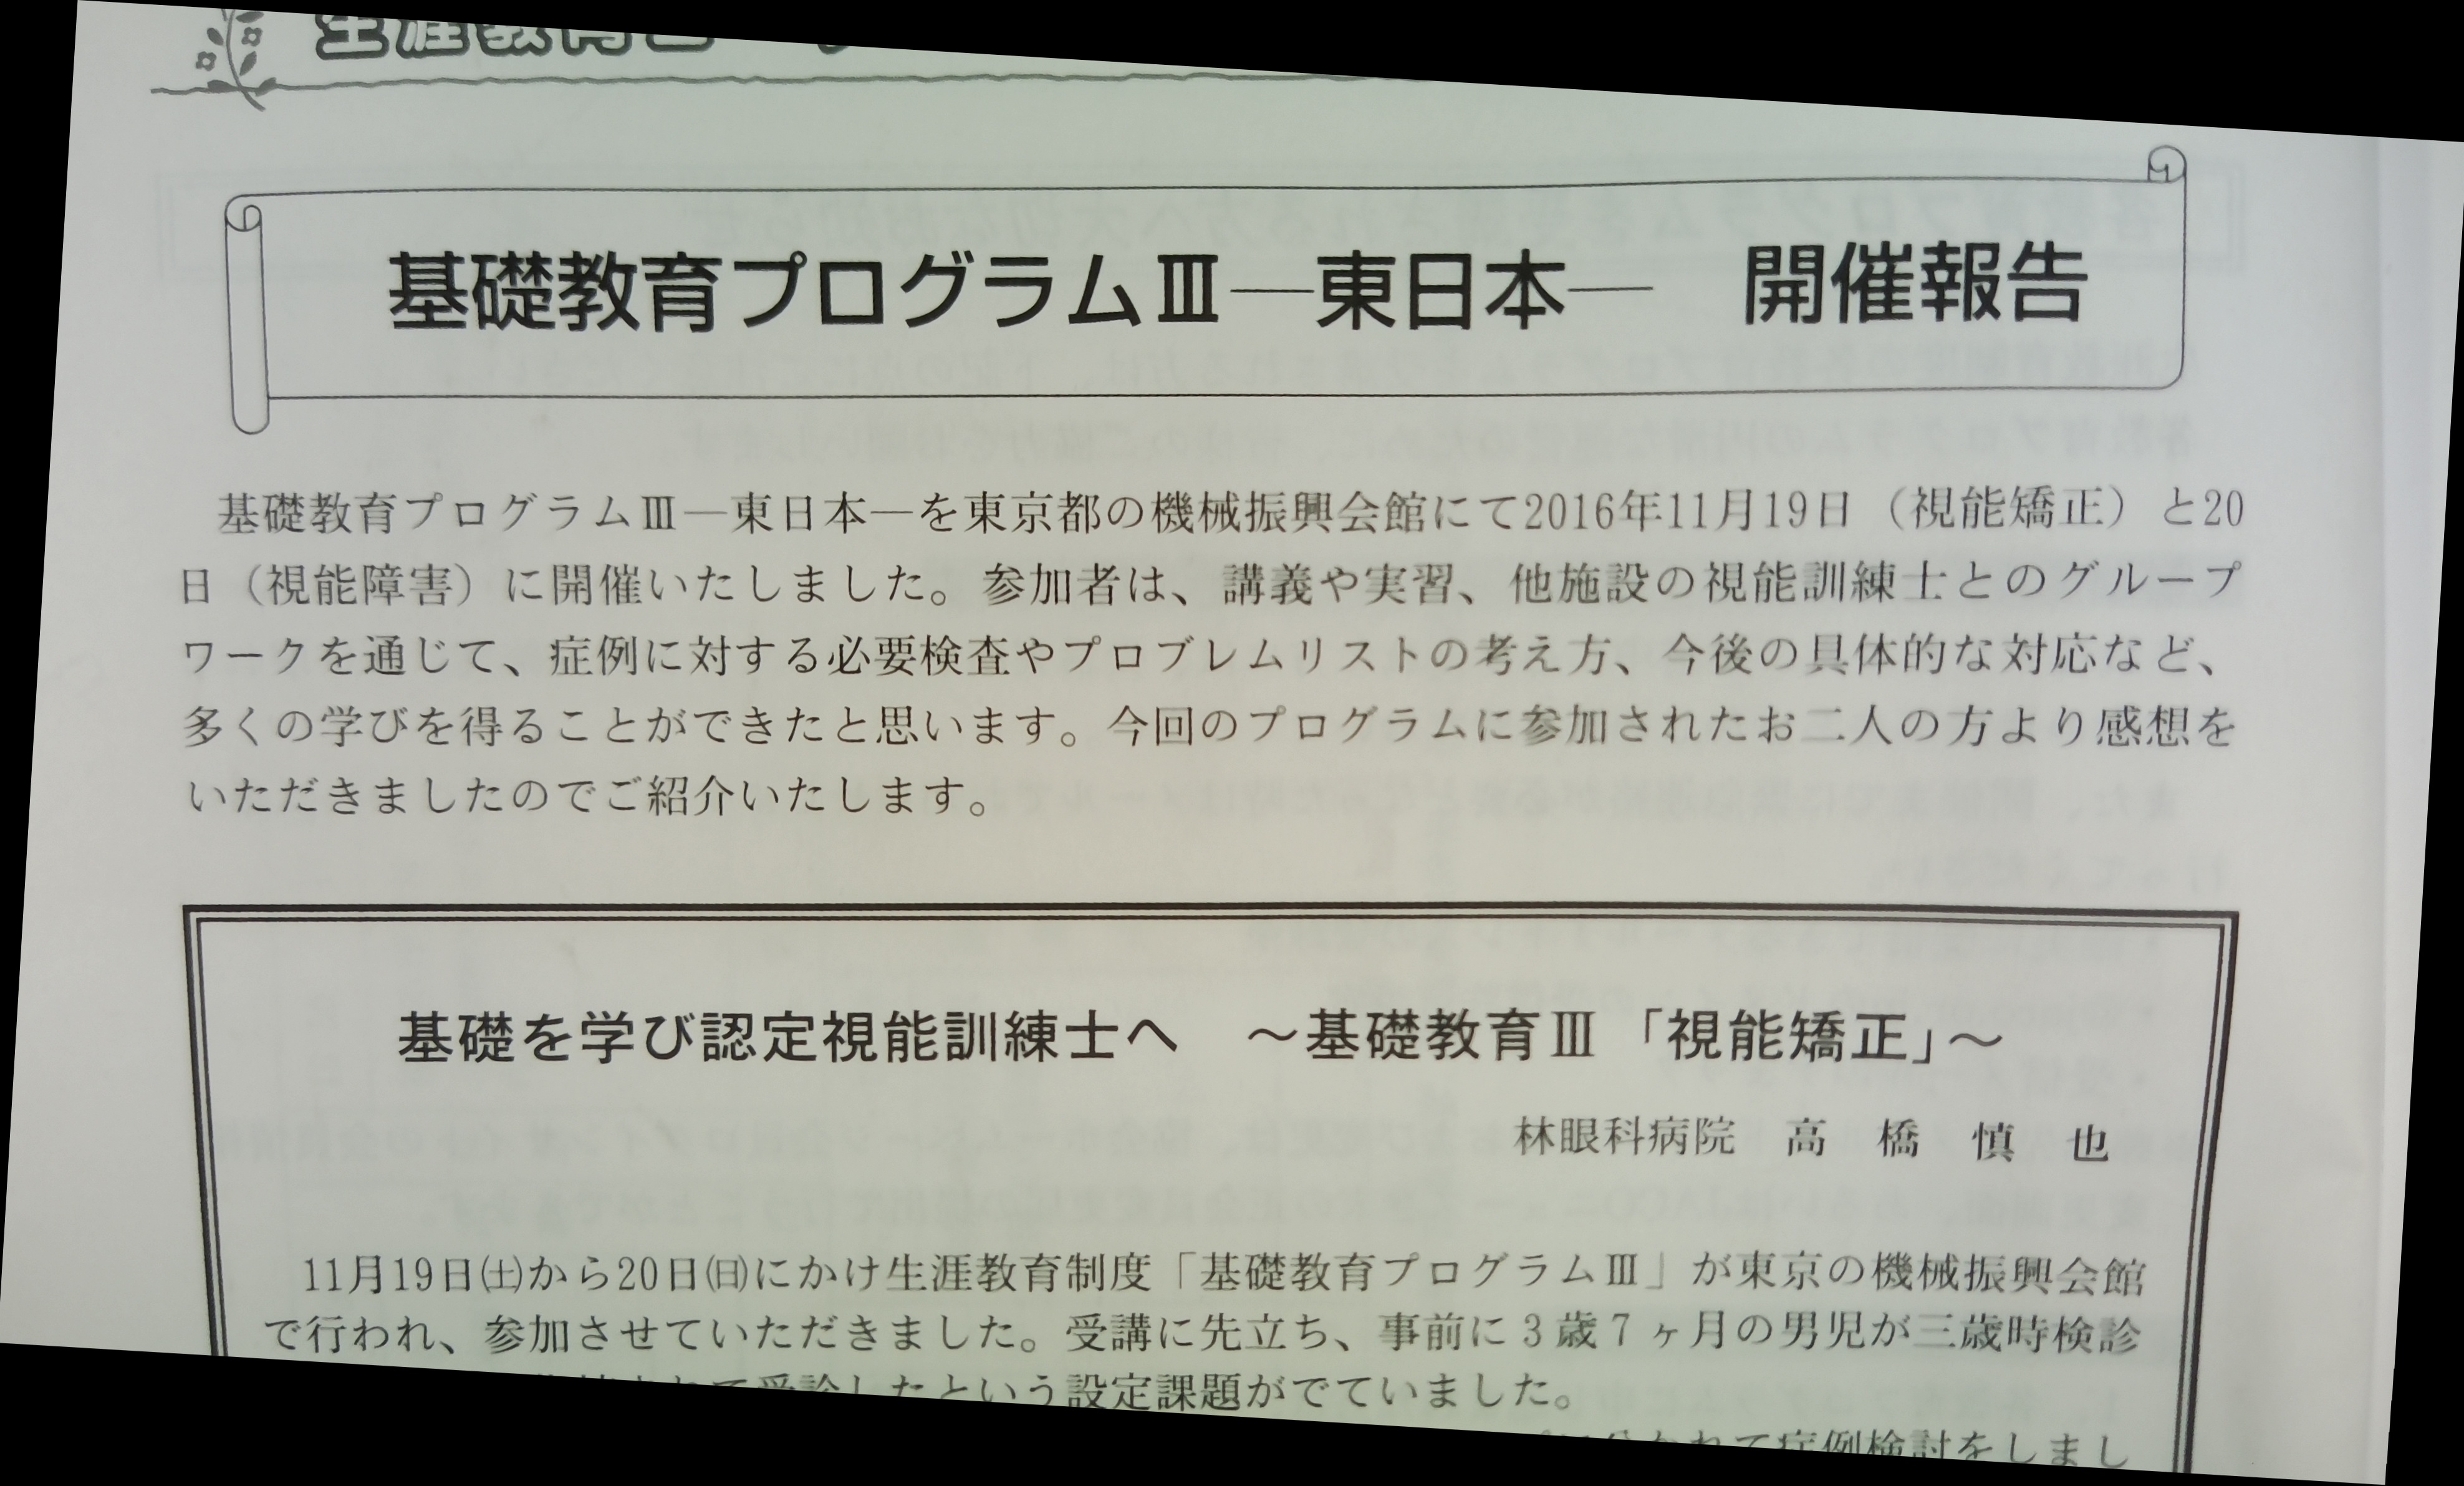 生涯教育
基礎教育プログラムⅢ―東日本―　開催報告
基礎教育プログラムⅢ―東日本―を東京都の機械振興会館にて2016年11月19日（視能矯正）と20
日（視能障害）に開催いたしました。参加者は、講義や実習、他施設の視能訓練士とのグループ
ワークを通じて、症例に対する必要検査やプロブレムリストの考え方、今後の具体的な対応など、
多くの学びを得ることができたと思います。今回のプログラムに参加されたお二人の方より感想を
いただきましたのでご紹介いたします。
基礎を学び認定視能訓練士へ　～基礎教育Ⅲ「視能矯正」～
林眼科病院　高　橋　慎　也
11月19日㈯から20日㈰にかけ生涯教育制度「基礎教育プログラムⅢ」が東京の機械振興会館
で行われ、参加させていただきました。受講に先立ち、事前に3歳7ヶ月の男児が三歳時検診
されて受診したという設定課題がでていました。
分かれて症例検討をしまし